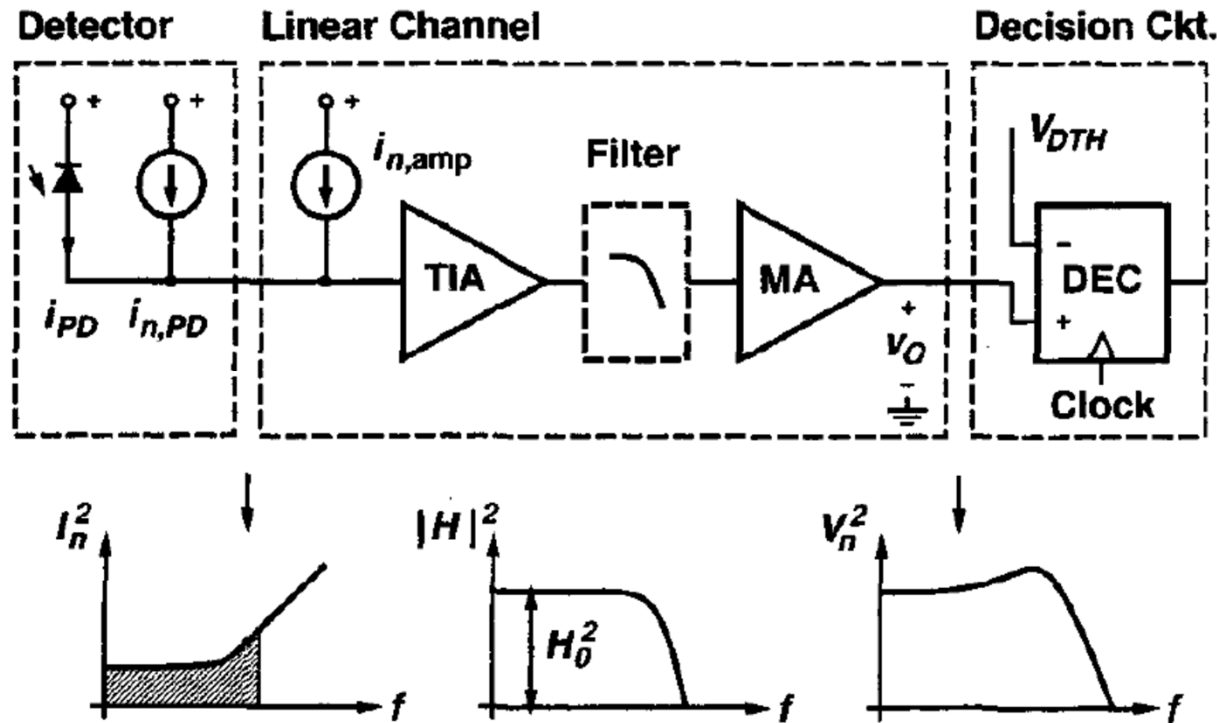 Detector Linear Channel Decision Ckt.
+ + + V_DTH
i_n,amp Filter
TIA MA − DEC
i_PD i_n,PD + v_O + −
Clock
I_n^2 |H|^2 V_n^2
H_0^2
f f f